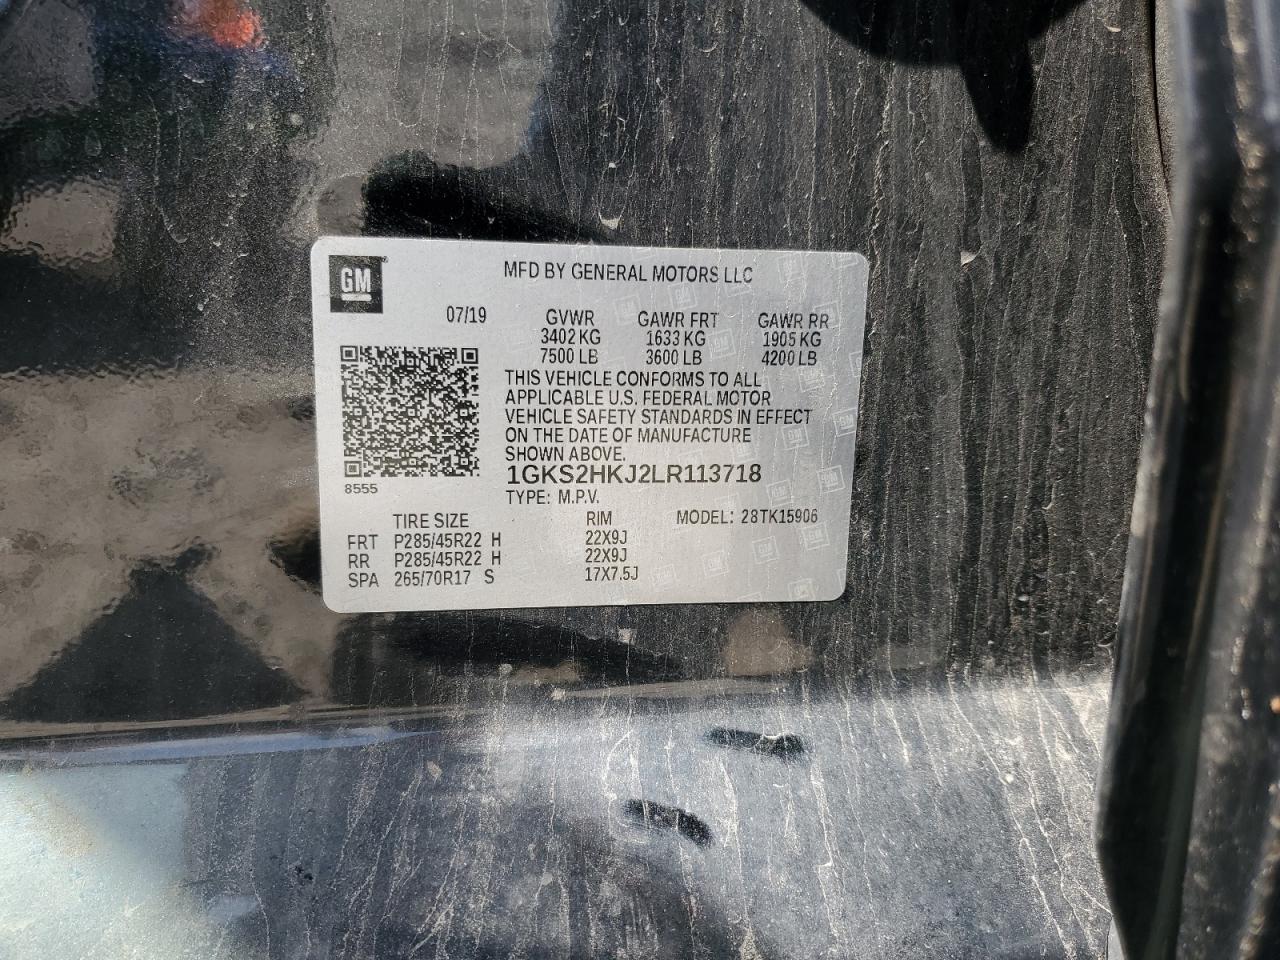 GM
MFD BY GENERAL MOTORS LLC
07/19 GVWR GAWR FRT GAWR RR
3402 KG 1633 KG 1905 KG
7500 LB 3600 LB 4200 LB
THIS VEHICLE CONFORMS TO ALL
APPLICABLE U.S. FEDERAL MOTOR
VEHICLE SAFETY STANDARDS IN EFFECT
ON THE DATE OF MANUFACTURE
SHOWN ABOVE.
1GKS2HKJ2LR113718
8555
TYPE: M.P.V.
TIRE SIZE RIM MODEL: 28TK15906
FRT P285/45R22 H 22X9J
RR P285/45R22 H 22X9J
SPA 265/70R17 S 17X7.5J